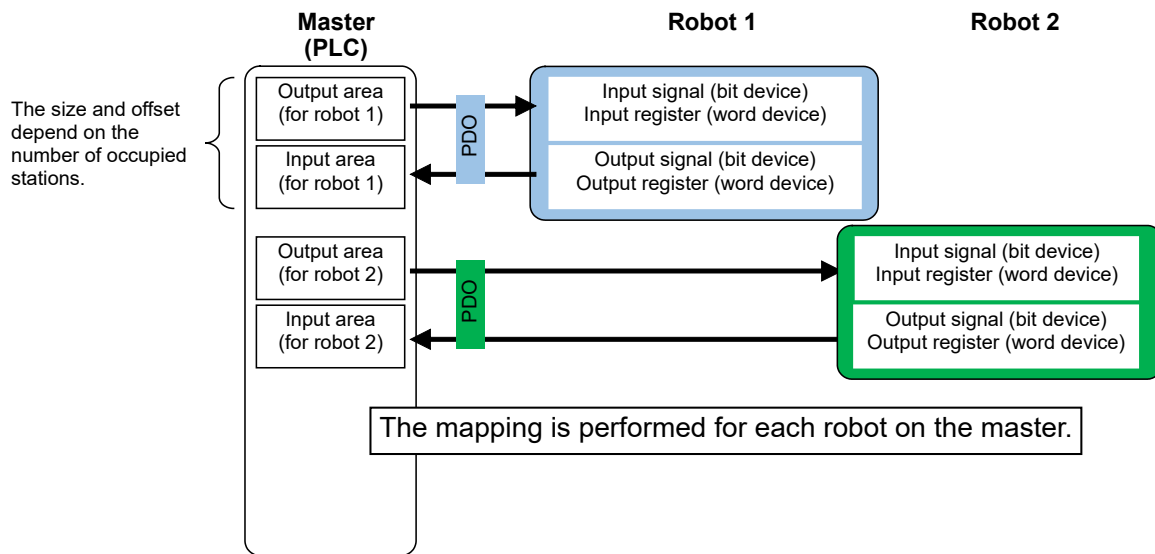 Master
(PLC)
Robot 1
Robot 2
The size and offset
depend on the
number of occupied
stations.
Output area
(for robot 1)
Input area
(for robot 1)
PDO
Input signal (bit device)
Input register (word device)
Output signal (bit device)
Output register (word device)
Output area
(for robot 2)
Input area
(for robot 2)
PDO
Input signal (bit device)
Input register (word device)
Output signal (bit device)
Output register (word device)
The mapping is performed for each robot on the master.